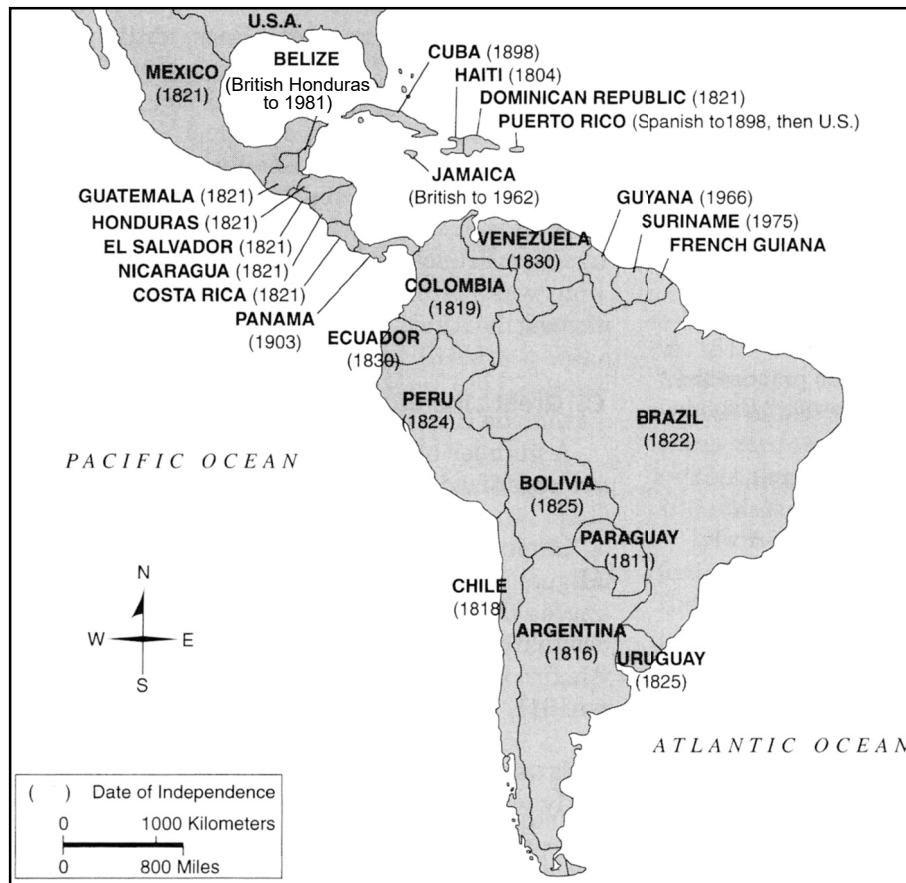 U.S.A.
MEXICO
(1821)
BELIZE
(British Honduras
to 1981)
CUBA (1898)
HAITI (1804)
DOMINICAN REPUBLIC (1821)
PUERTO RICO (Spanish to1898, then U.S.)
JAMAICA
(British to 1962)
GUATEMALA (1821)
HONDURAS (1821)
EL SALVADOR (1821)
NICARAGUA (1821)
COSTA RICA (1821)
PANAMA
(1903)
GUYANA (1966)
SURINAME (1975)
FRENCH GUIANA
VENEZUELA
(1830)
COLOMBIA
(1819)
ECUADOR
(1830)
PERU
(1824)
BRAZIL
(1822)
PACIFIC OCEAN
BOLIVIA
(1825)
PARAGUAY
(1811)
CHILE
(1818)
ARGENTINA
(1816)
URUGUAY
(1825)
N
W E
S
ATLANTIC OCEAN
( ) Date of Independence
0 1000 Kilometers
0 800 Miles